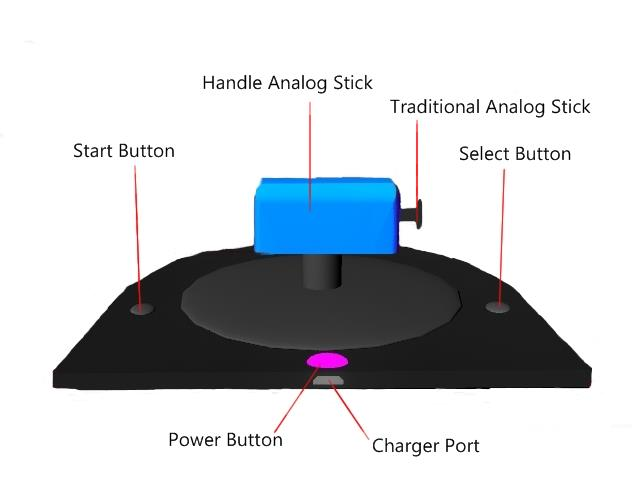 Handle Analog Stick
Traditional Analog Stick
Start Button
Select Button
Power Button
Charger Port